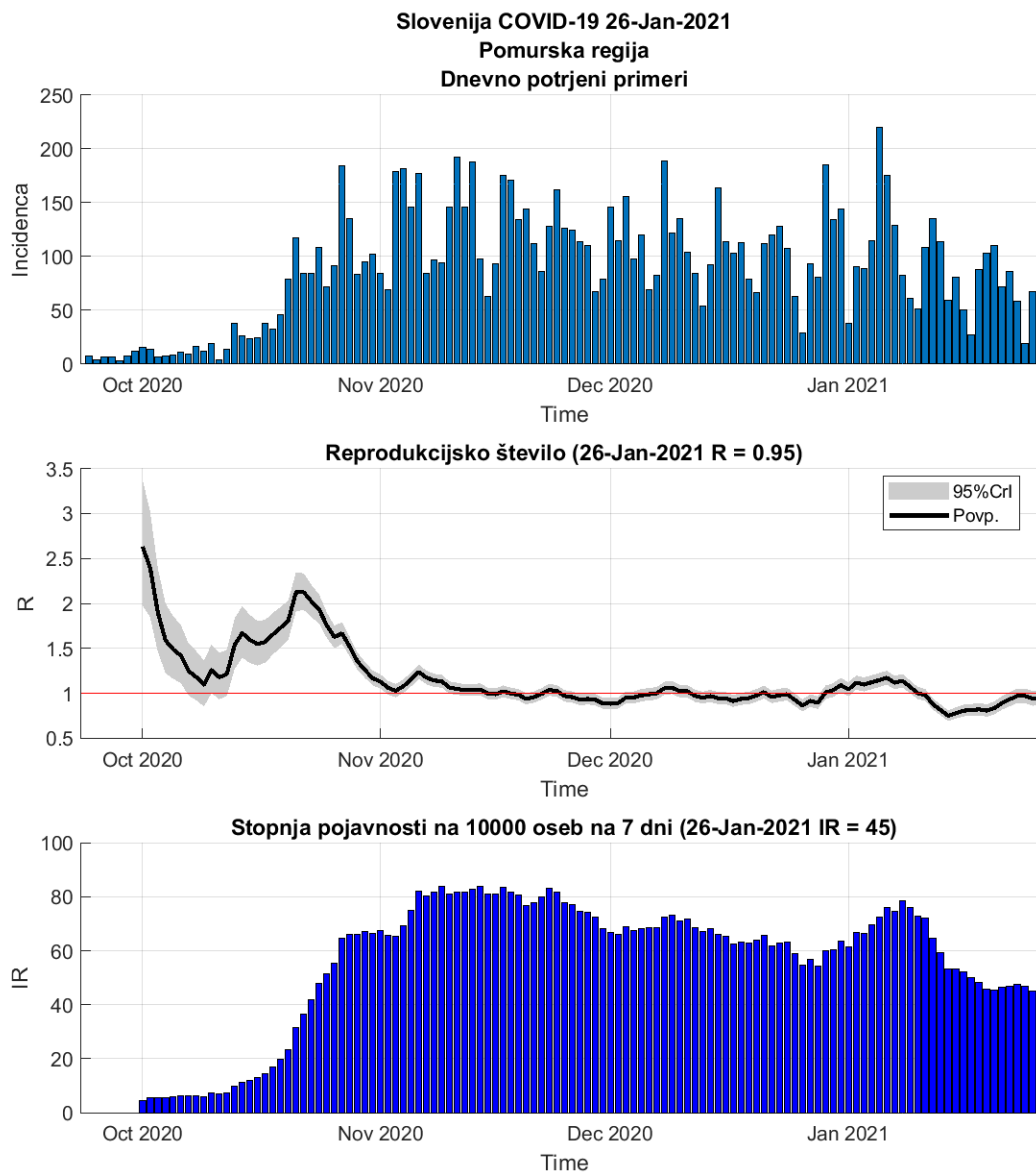 Slovenija COVID-19 26-Jan-2021
Pomurska regija
Dnevno potrjeni primeri
250
200
150
100
50
0
Incidenca
Oct 2020 Nov 2020 Dec 2020 Jan 2021
Time
Reprodukcijsko število (26-Jan-2021 R = 0.95)
3.5
3
2.5
2
1.5
1
0.5
R
95%CrI
Povp.
Oct 2020 Nov 2020 Dec 2020 Jan 2021
Time
Stopnja pojavnosti na 10000 oseb na 7 dni (26-Jan-2021 IR = 45)
100
80
60
40
20
0
IR
Oct 2020 Nov 2020 Dec 2020 Jan 2021
Time